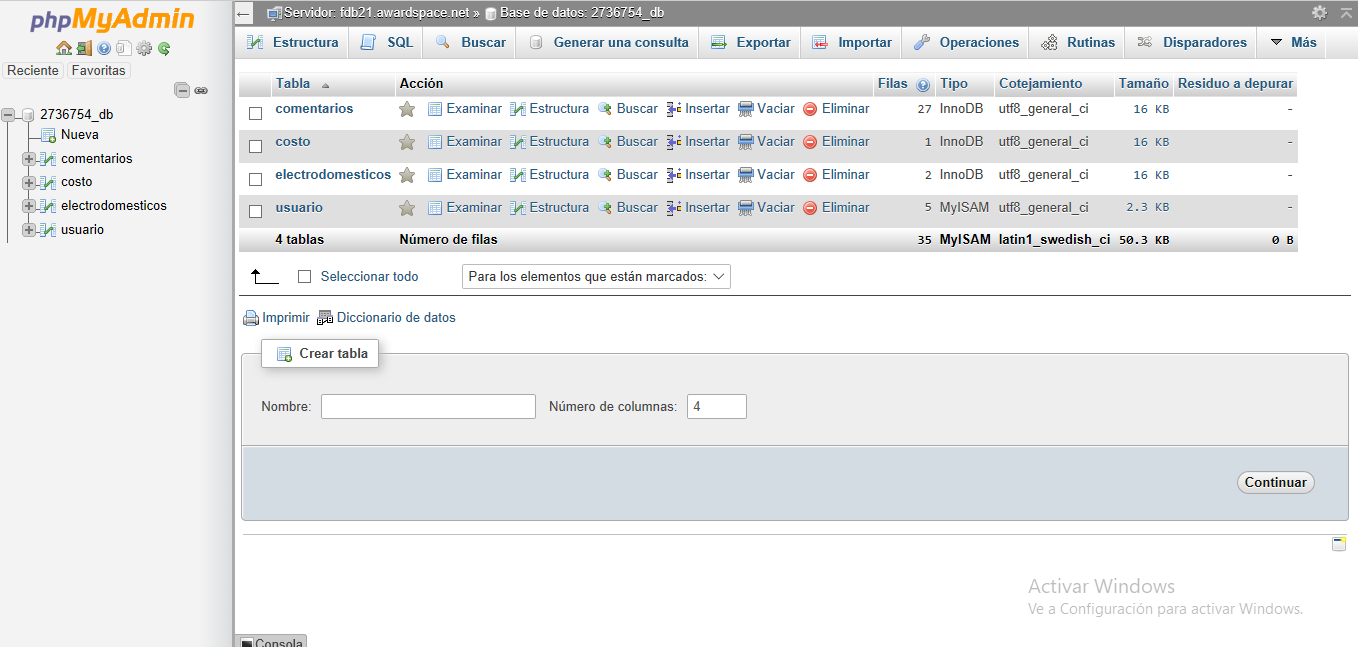 phpMyAdmin
Reciente Favoritas
2736754_db
Nueva
comentarios
costo
electrodomesticos
usuario
← Servidor: fdb21.awardspace.net » Base de datos: 2736754_db
Estructura SQL Buscar Generar una consulta Exportar Importar Operaciones Rutinas Disparadores Más
Tabla Acción Filas Tipo Cotejamiento Tamaño Residuo a depurar
comentarios Examinar Estructura Buscar Insertar Vaciar Eliminar 27 InnoDB utf8_general_ci 16 KB -
costo Examinar Estructura Buscar Insertar Vaciar Eliminar 1 InnoDB utf8_general_ci 16 KB -
electrodomesticos Examinar Estructura Buscar Insertar Vaciar Eliminar 2 InnoDB utf8_general_ci 16 KB -
usuario Examinar Estructura Buscar Insertar Vaciar Eliminar 5 MyISAM utf8_general_ci 2.3 KB -
4 tablas Número de filas 35 MyISAM latin1_swedish_ci 50.3 KB 0 B
Seleccionar todo Para los elementos que están marcados:
Imprimir Diccionario de datos
Crear tabla
Nombre: Número de columnas: 4
Continuar
Activar Windows
Ve a Configuración para activar Windows.
Consola